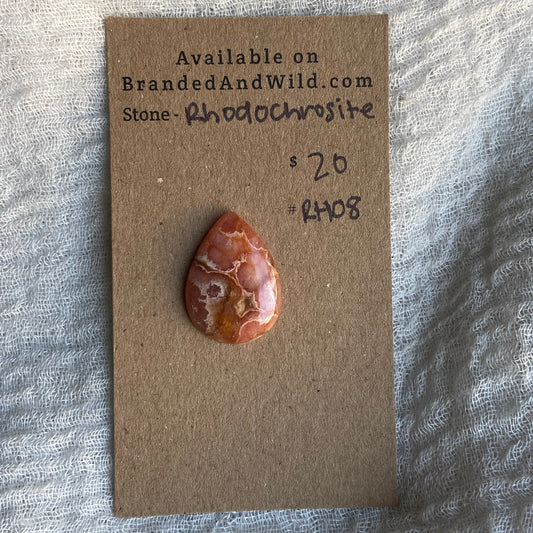 Available on
BrandedAndWild.com
Stone - Rhodochrosite
$ 20
# RH08